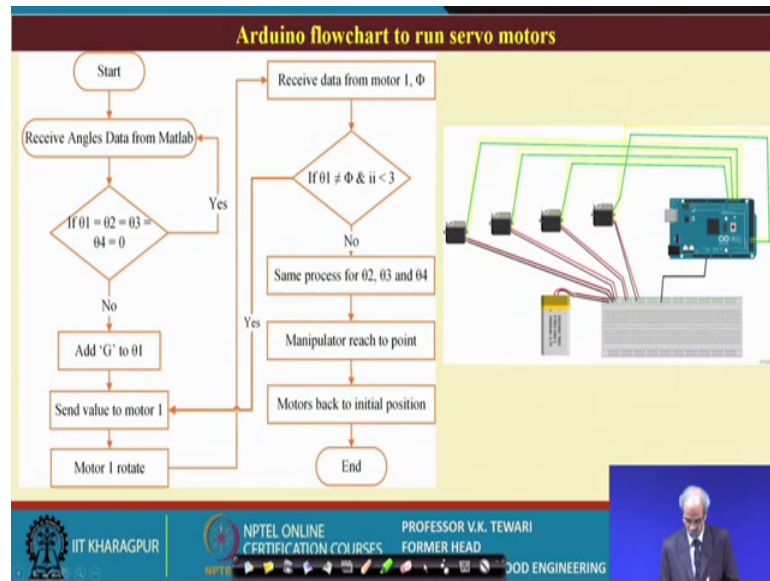 Arduino flowchart to run servo motors
Start
Receive Angles Data from Matlab
If θ1 = θ2 = θ3 =
θ4 = 0
Yes
No
Add 'G' to θ1
Send value to motor 1
Motor 1 rotate
Receive data from motor 1, Φ
If θ1 ≠ Φ & ii < 3
Yes
No
Same process for θ2, θ3 and θ4
Manipulator reach to point
Motors back to initial position
End
IIT KHARAGPUR
NPTEL ONLINE
CERTIFICATION COURSES
PROFESSOR V.K. TEWARI
FORMER HEAD
OOD ENGINEERING